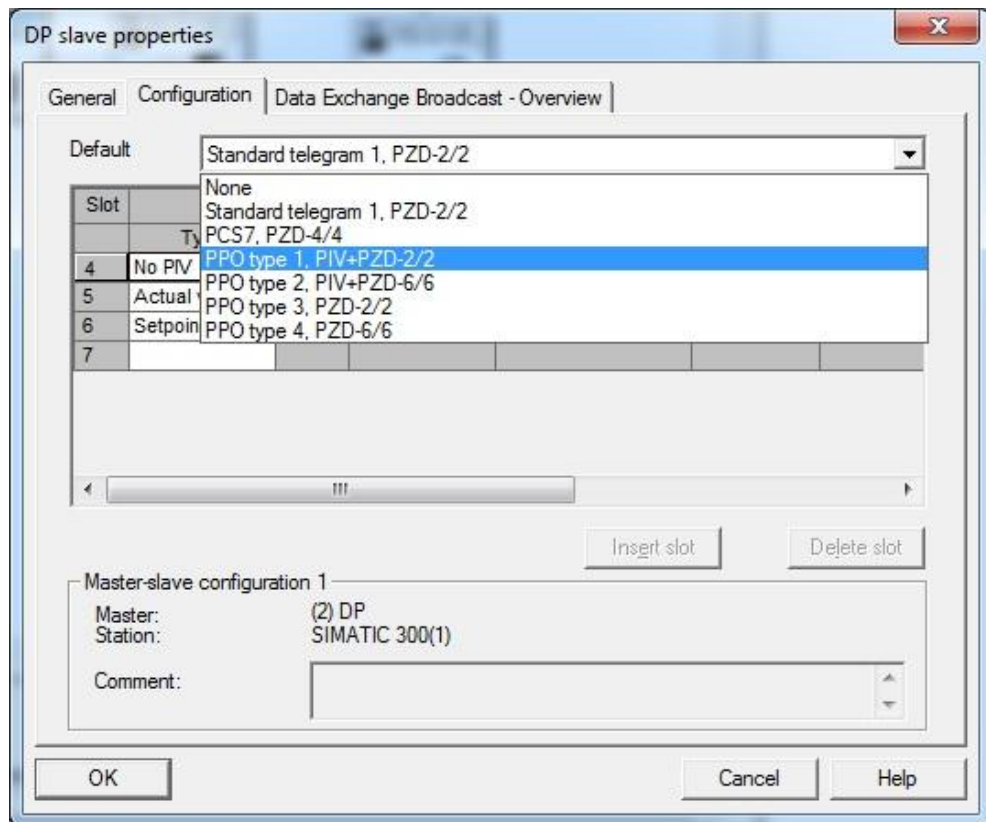 DP slave properties
General Configuration Data Exchange Broadcast - Overview
Default Standard telegram 1, PZD-2/2
None
Standard telegram 1, PZD-2/2
PCS7, PZD-4/4
PPO type 1, PIV+PZD-2/2
PPO type 2, PIV+PZD-6/6
PPO type 3, PZD-2/2
PPO type 4, PZD-6/6
Slot
4 No PIV
5 Actual
6 Setpoin
7
Insert slot Delete slot
Master-slave configuration 1
Master: (2) DP
Station: SIMATIC 300(1)
Comment:
OK Cancel Help